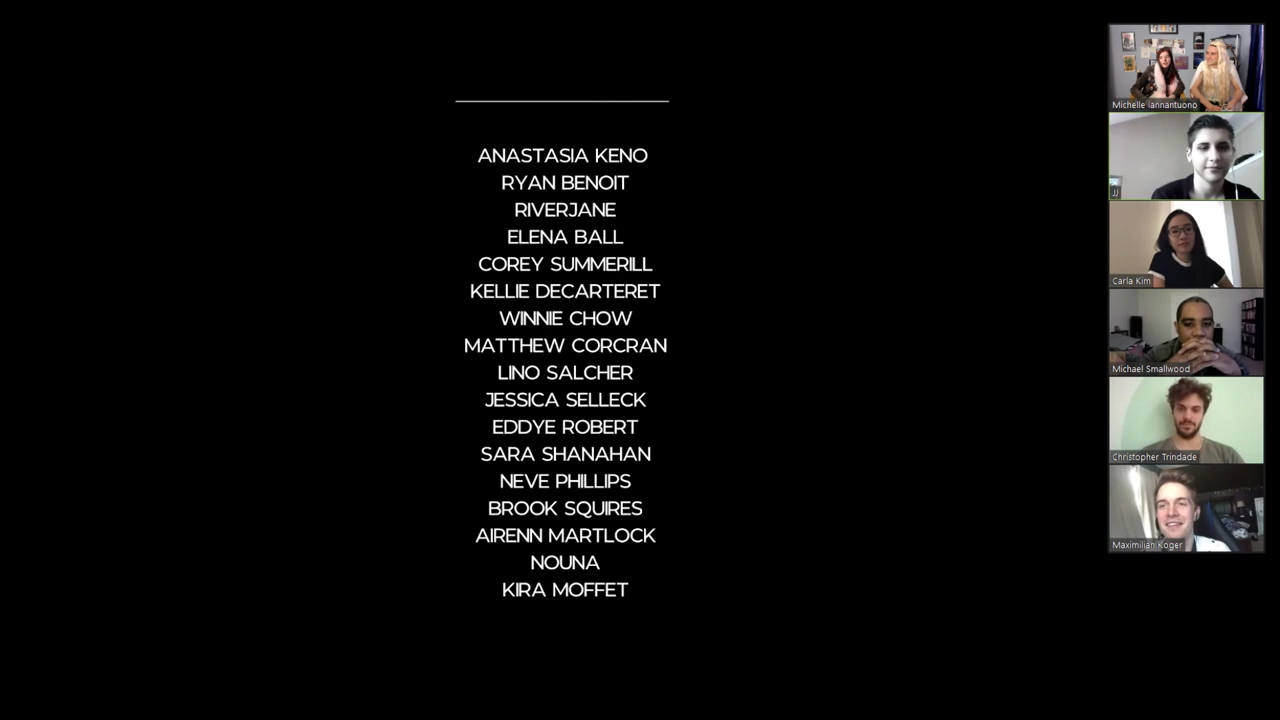 ANASTASIA KENO
RYAN BENOIT
RIVERJANE
ELENA BALL
COREY SUMMERILL
KELLIE DECARTERET
WINNIE CHOW
MATTHEW CORCRAN
LINO SALCHER
JESSICA SELLECK
EDDYE ROBERT
SARA SHANAHAN
NEVE PHILLIPS
BROOK SQUIRES
AIRENN MARTLOCK
NOUNA
KIRA MOFFET
Michelle Iannantuono
JJ
Carla Kim
Michael Smallwood
Christopher Trindade
Maximilian Koger